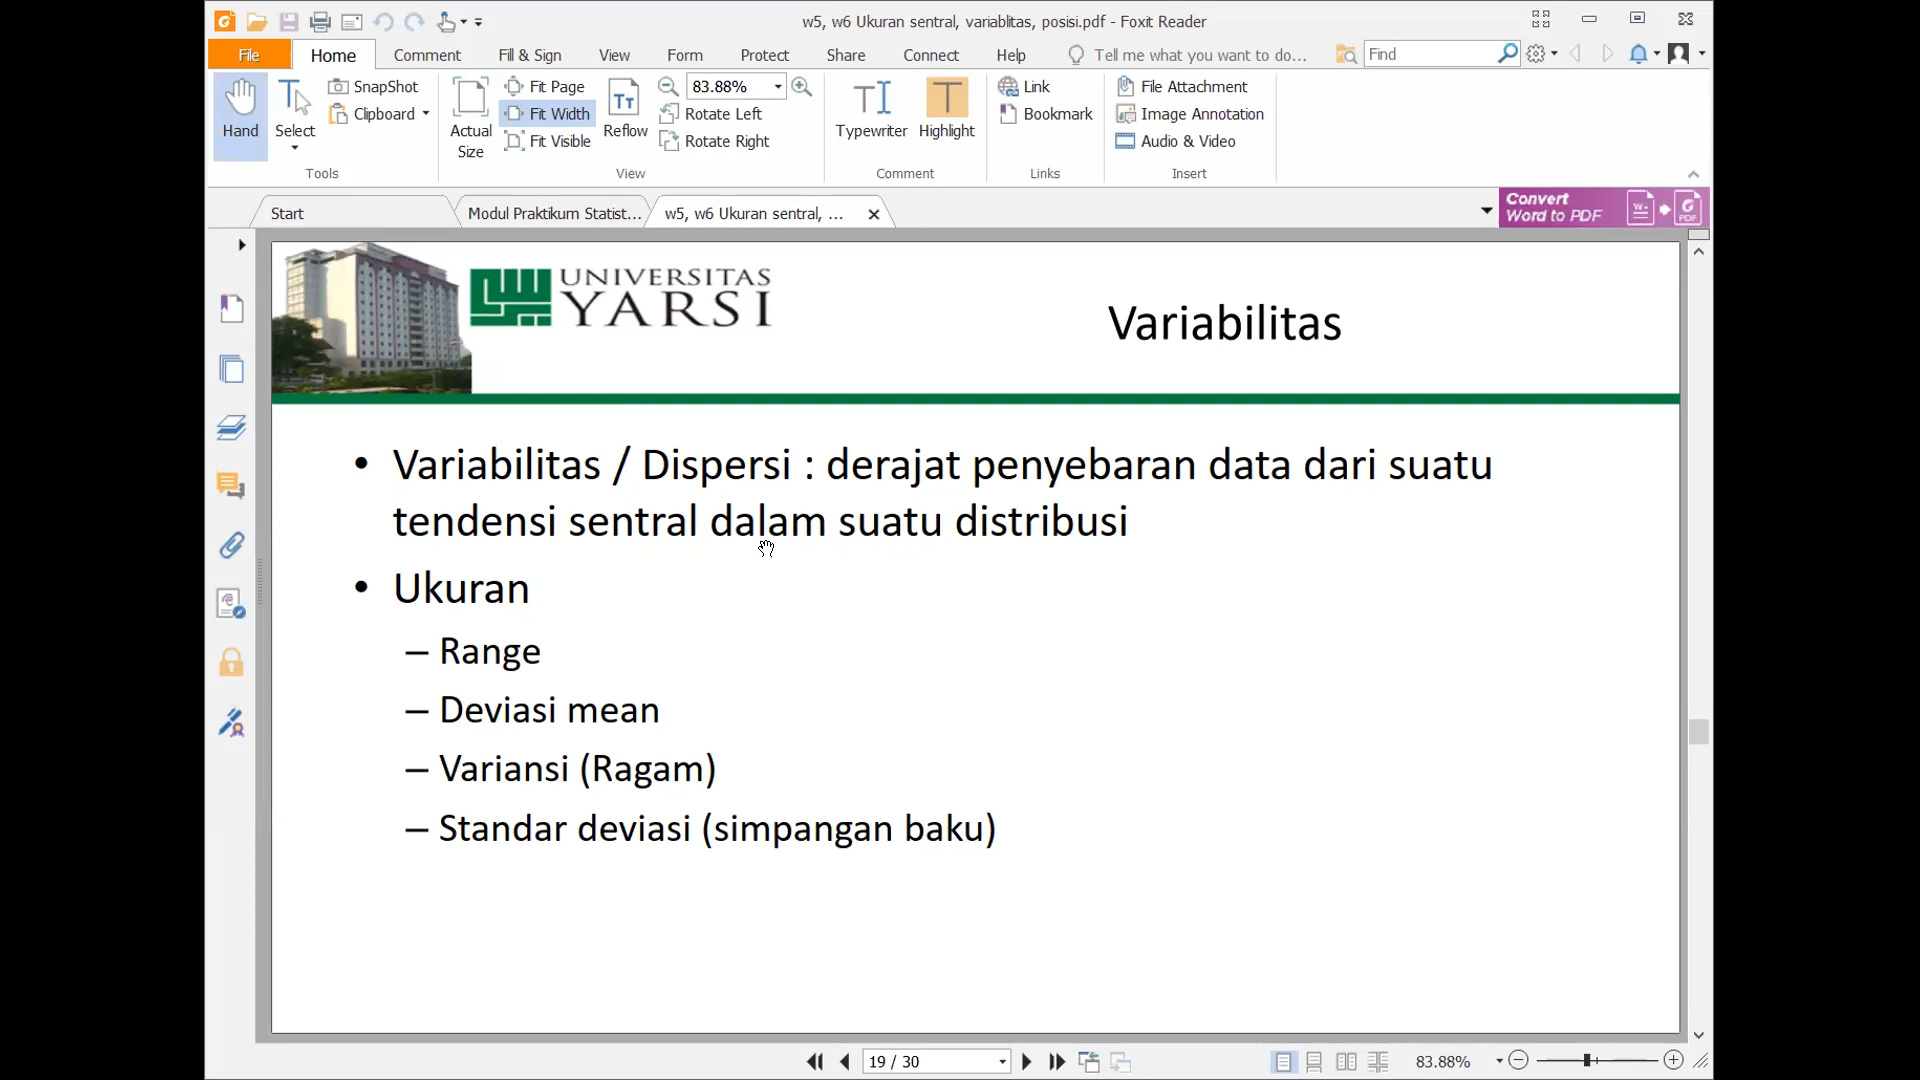 w5, w6 Ukuran sentral, variablitas, posisi.pdf - Foxit Reader
File Home Comment Fill & Sign View Form Protect Share Connect Help Tell me what you want to do... Find
Hand
Select
SnapShot
Clipboard
Tools
Actual
Size
Fit Page
Fit Width
Fit Visible
Reflow
83.88%
Rotate Left
Rotate Right
View
Typewriter
Highlight
Comment
Link
Bookmark
Links
File Attachment
Image Annotation
Audio & Video
Insert
Start
Modul Praktikum Statist...
w5, w6 Ukuran sentral, ...
Convert
Word to PDF
UNIVERSITAS
YARSI
Variabilitas
• Variabilitas / Dispersi : derajat penyebaran data dari suatu
tendensi sentral dalam suatu distribusi
• Ukuran
– Range
– Deviasi mean
– Variansi (Ragam)
– Standar deviasi (simpangan baku)
19 / 30
83.88%